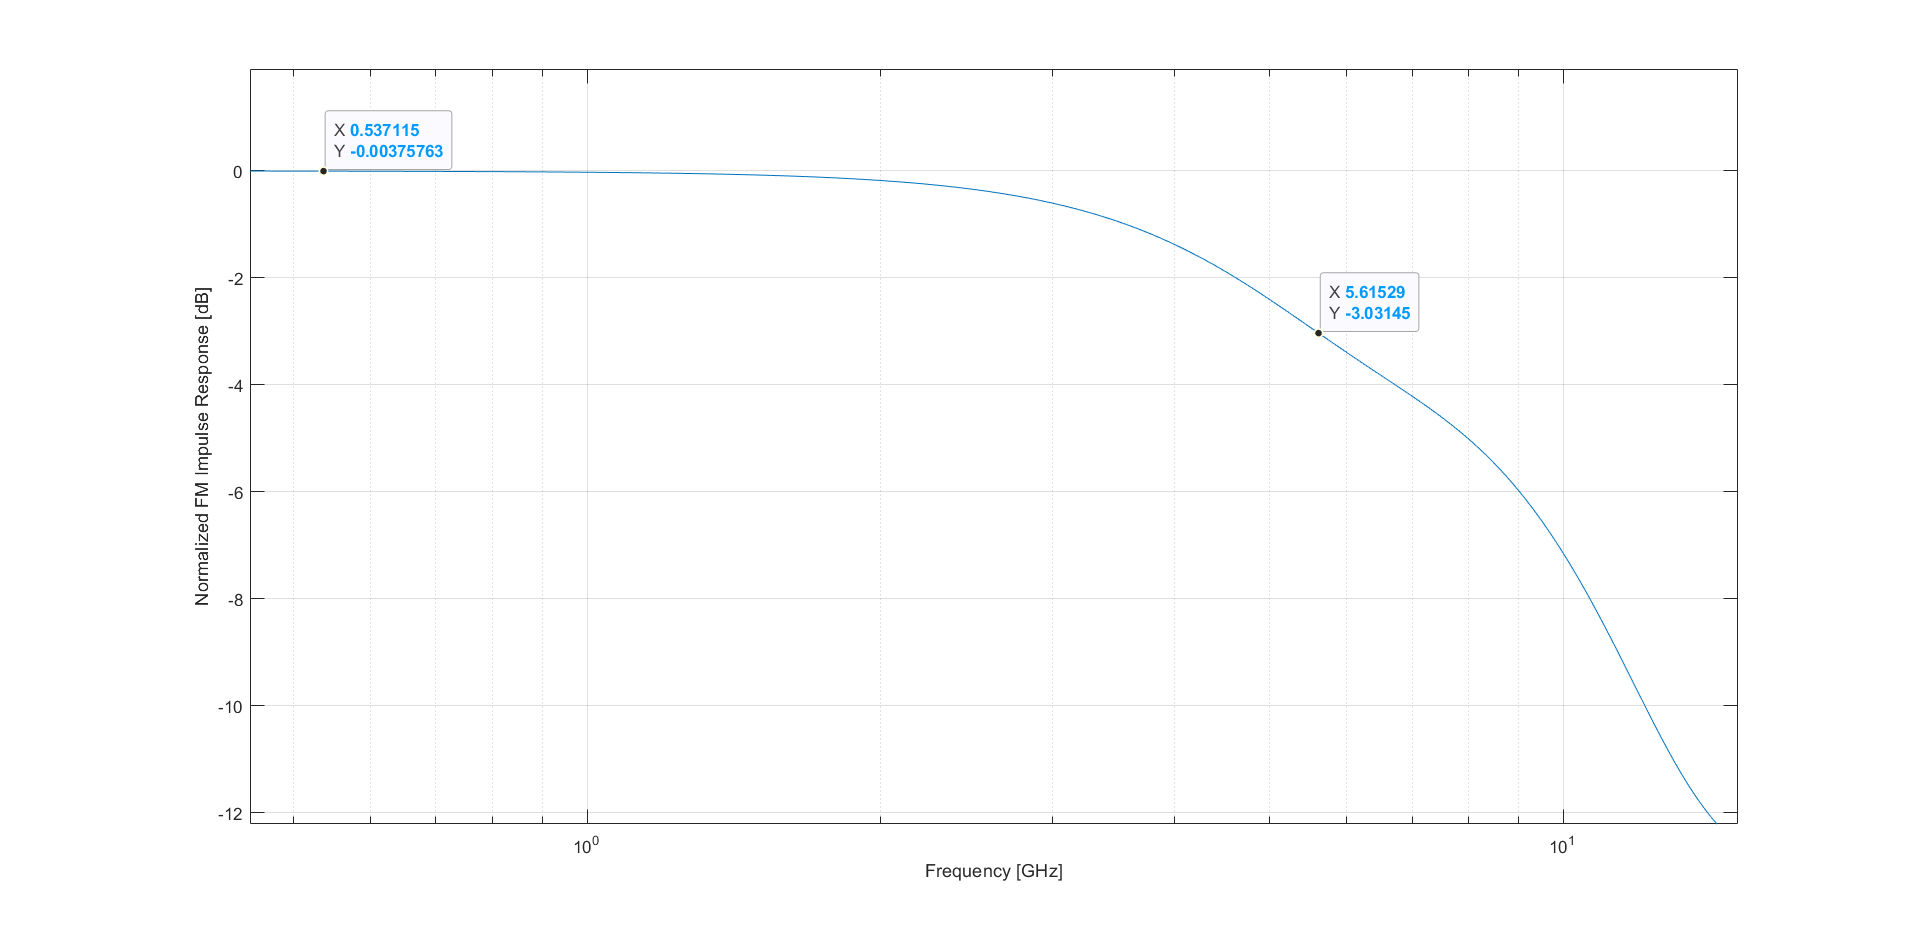 X 0.537115
Y -0.00375763
X 5.61529
Y -3.03145
0
-2
-4
-6
-8
-10
-12
Normalized FM Impulse Response [dB]
10^0
10^1
Frequency [GHz]